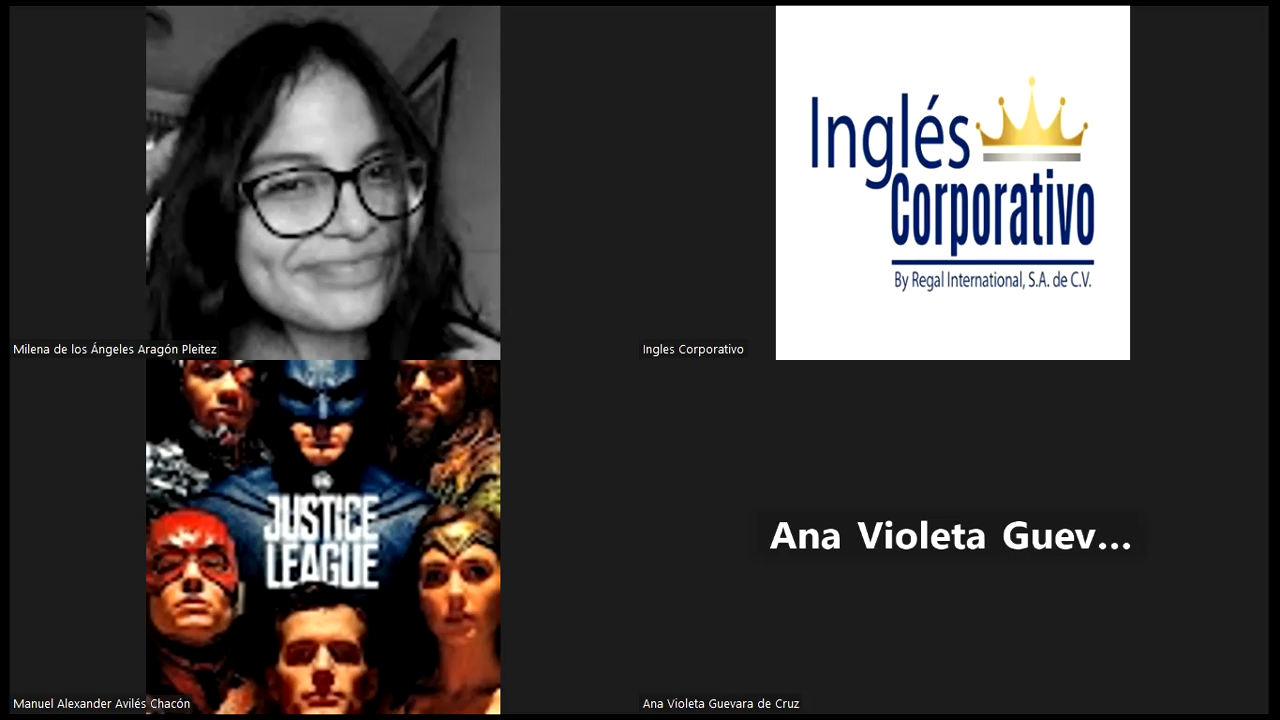 Inglés
Corporativo
By Regal International, S.A. de C.V.
Milena de los Ángeles Aragón Pleitez
Ingles Corporativo
JUSTICE
LEAGUE
Ana Violeta Guev...
Manuel Alexander Avilés Chacón
Ana Violeta Guevara de Cruz